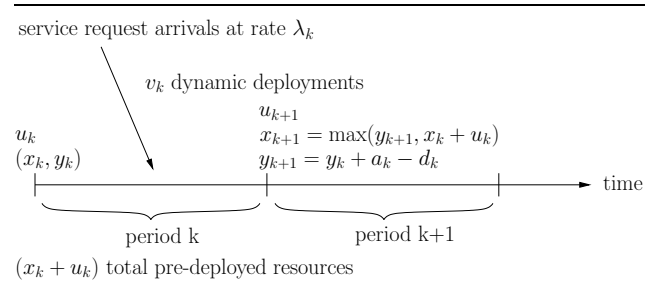 service request arrivals at rate λ_k
v_k dynamic deployments
u_{k+1}
u_k
x_{k+1} = max(y_{k+1}, x_k + u_k)
(x_k, y_k)
y_{k+1} = y_k + a_k − d_k
time
period k
period k+1
(x_k + u_k) total pre-deployed resources